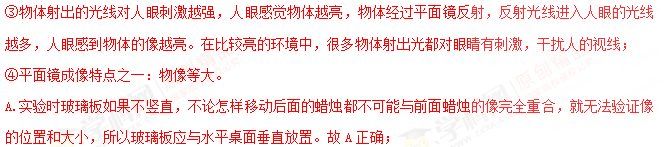 ③物体射出的光线对人眼刺激越强，人眼感觉物体越亮，物体经过平面镜反射，反射光线进入人眼的光线
越多，人眼感到物体的像越亮。在比较亮的环境中，很多物体射出光都对眼睛有刺激，干扰人的视线；
④平面镜成像特点之一：物像等大。
A.实验时玻璃板如果不竖直，不论怎样移动后面的蜡烛都不可能与前面蜡烛的像完全重合，就无法验证像
的位置和大小，所以玻璃板应与水平桌面垂直放置。故 A 正确；